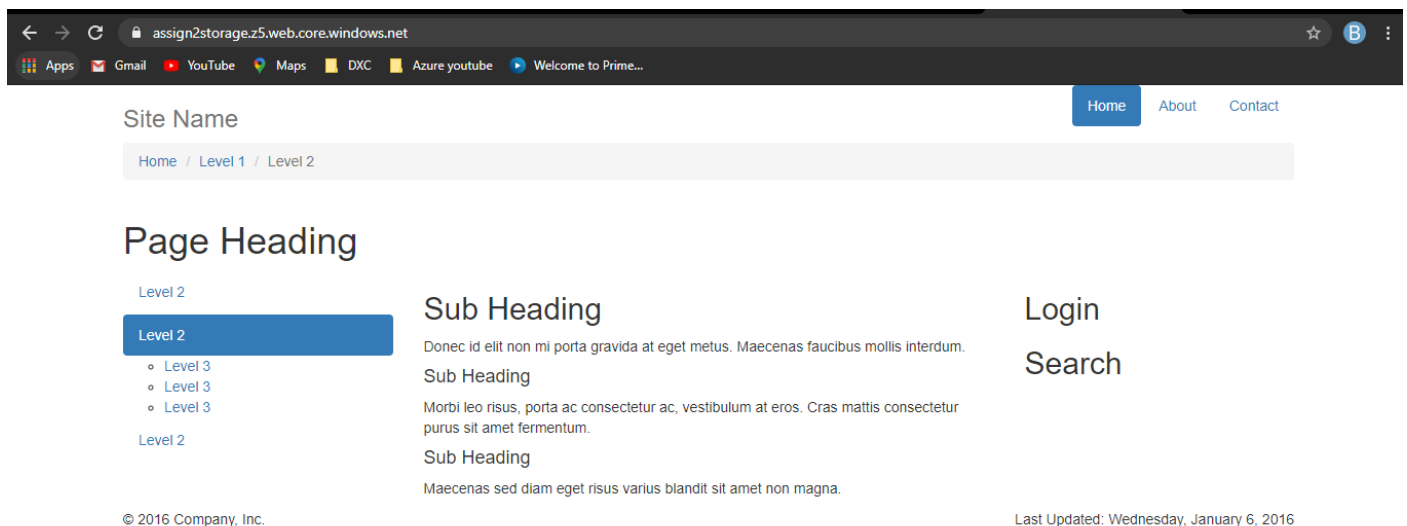 assign2storage.z5.web.core.windows.net
B
Apps Gmail YouTube Maps DXC Azure youtube Welcome to Prime...
Site Name
Home About Contact
Home / Level 1 / Level 2
Page Heading
Level 2
Level 2
Level 3
Level 3
Level 3
Level 2
Sub Heading
Donec id elit non mi porta gravida at eget metus. Maecenas faucibus mollis interdum.
Sub Heading
Morbi leo risus, porta ac consectetur ac, vestibulum at eros. Cras mattis consectetur
purus sit amet fermentum.
Sub Heading
Maecenas sed diam eget risus varius blandit sit amet non magna.
Login
Search
© 2016 Company, Inc.
Last Updated: Wednesday, January 6, 2016